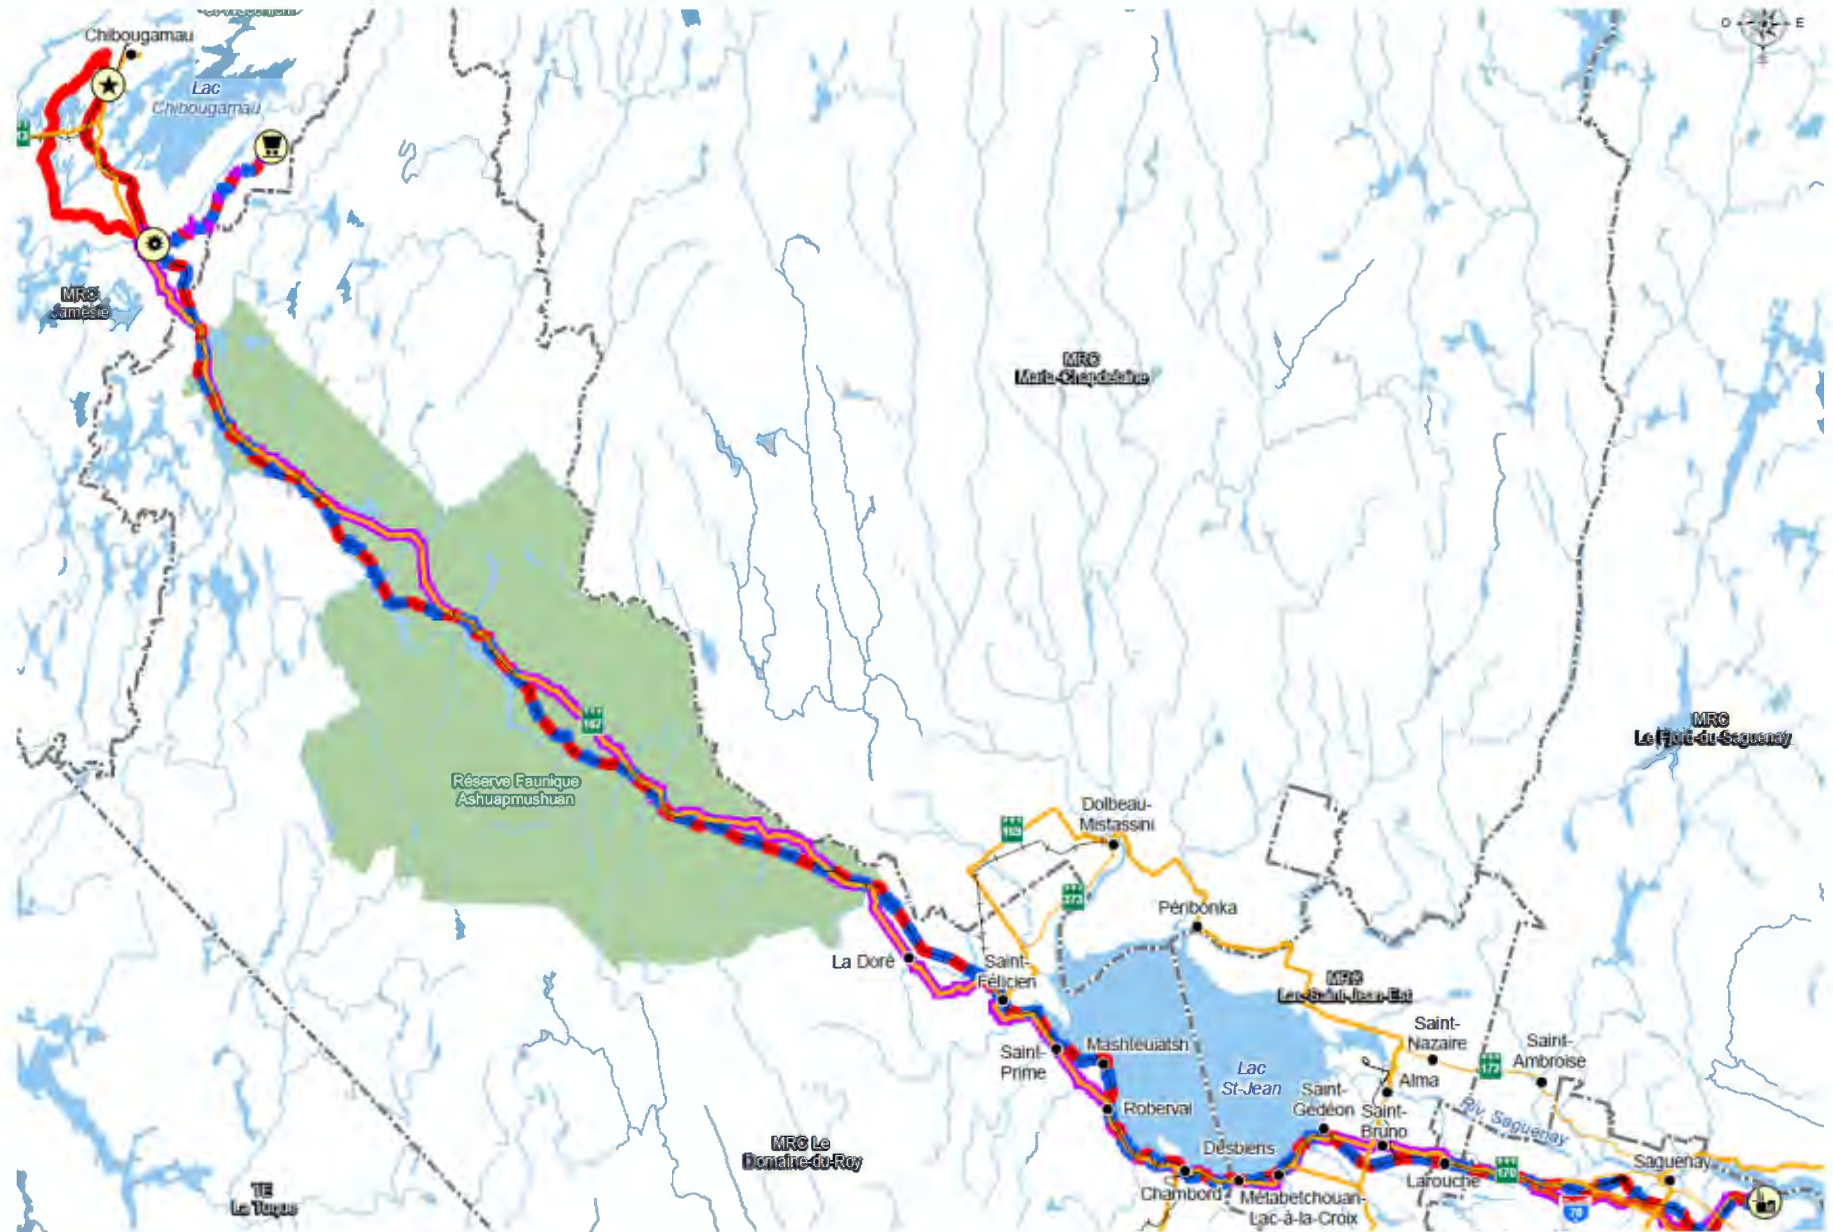 Chibougamau
O E
Lac
Chibougamau
MRC
Jamésie
MRC
Maria-Chapdelaine
167
MRC
Le Fjord-du-Saguenay
Réserve Faunique
Ashuapmushuan
Dolbeau-
Mistassini
169
373
Péribonka
La Doré
Saint-
Félicien
MRC
Lac-Saint-Jean-Est
Saint-
Nazaire
Saint-
Ambroise
172
Saint-
Prime
Mashteuiatsh
Lac
St-Jean
Alma
Saint-
Gédéon
Saint-
Bruno
Riv. Saguenay
Roberval
MRC Le
Domaine-du-Roy
Desbiens
Saguenay
170
Larouche
TE
La Tuque
Chambord
Métabetchouan-
Lac-à-la-Croix
70